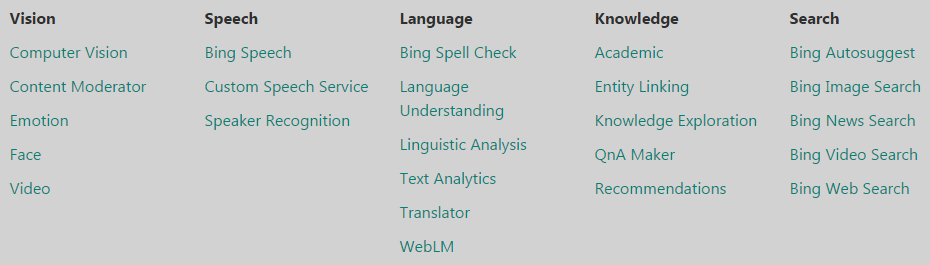 Vision
Computer Vision
Content Moderator
Emotion
Face
Video
Speech
Bing Speech
Custom Speech Service
Speaker Recognition
Language
Bing Spell Check
Language
Understanding
Linguistic Analysis
Text Analytics
Translator
WebLM
Knowledge
Academic
Entity Linking
Knowledge Exploration
QnA Maker
Recommendations
Search
Bing Autosuggest
Bing Image Search
Bing News Search
Bing Video Search
Bing Web Search